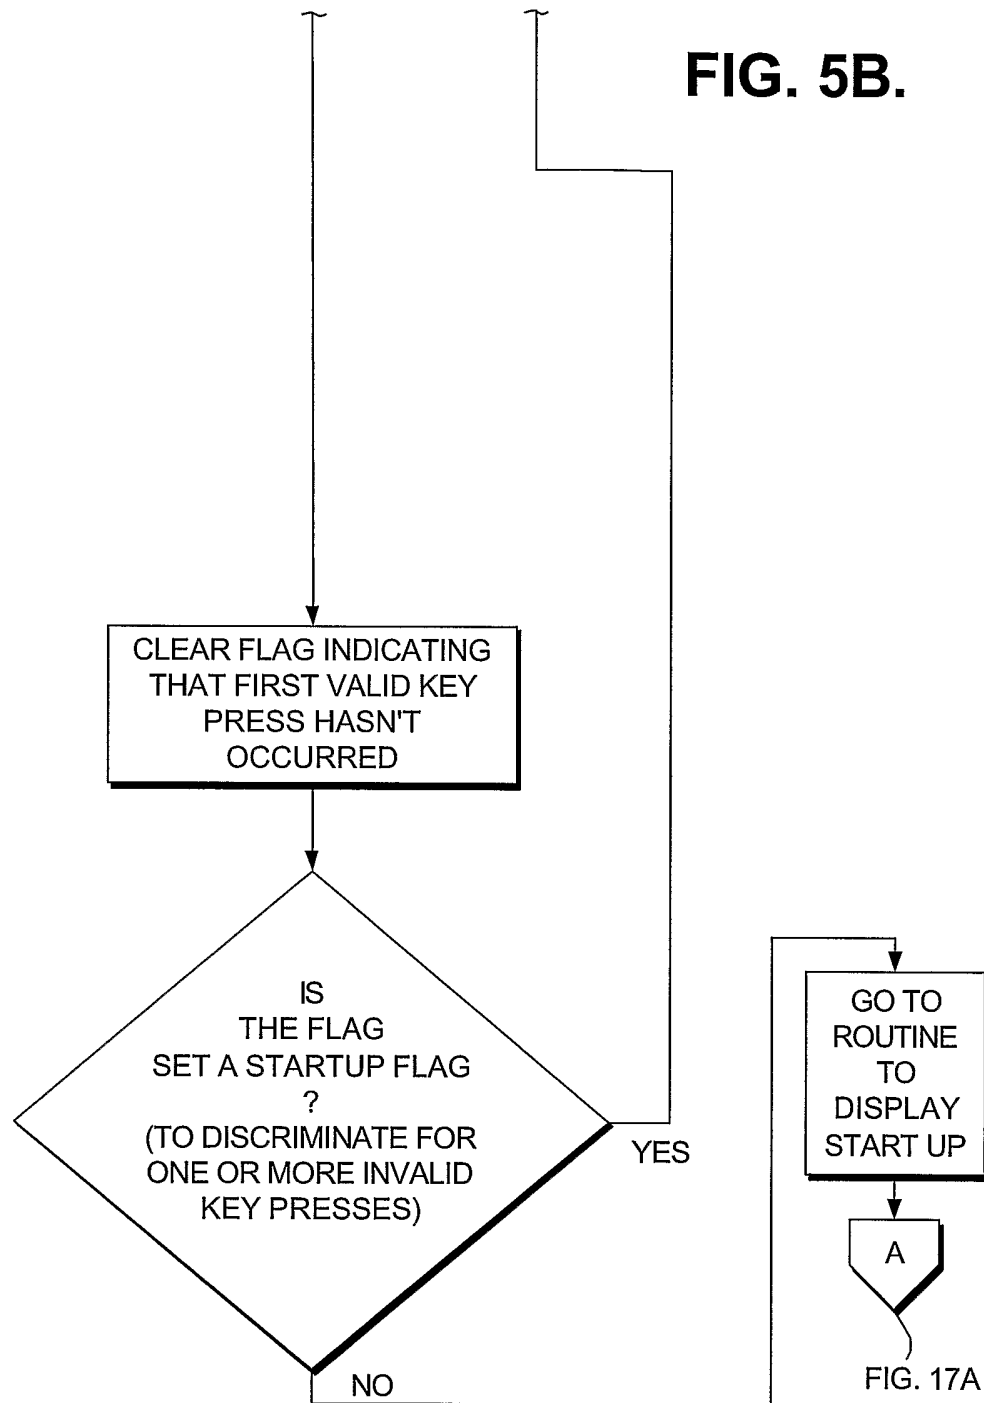 FIG. 5B.
CLEAR FLAG INDICATING
THAT FIRST VALID KEY
PRESS HASN'T
OCCURRED
IS
THE FLAG
SET A STARTUP FLAG
?
(TO DISCRIMINATE FOR
ONE OR MORE INVALID
KEY PRESSES)
YES
NO
GO TO
ROUTINE
TO
DISPLAY
START UP
A
FIG. 17A